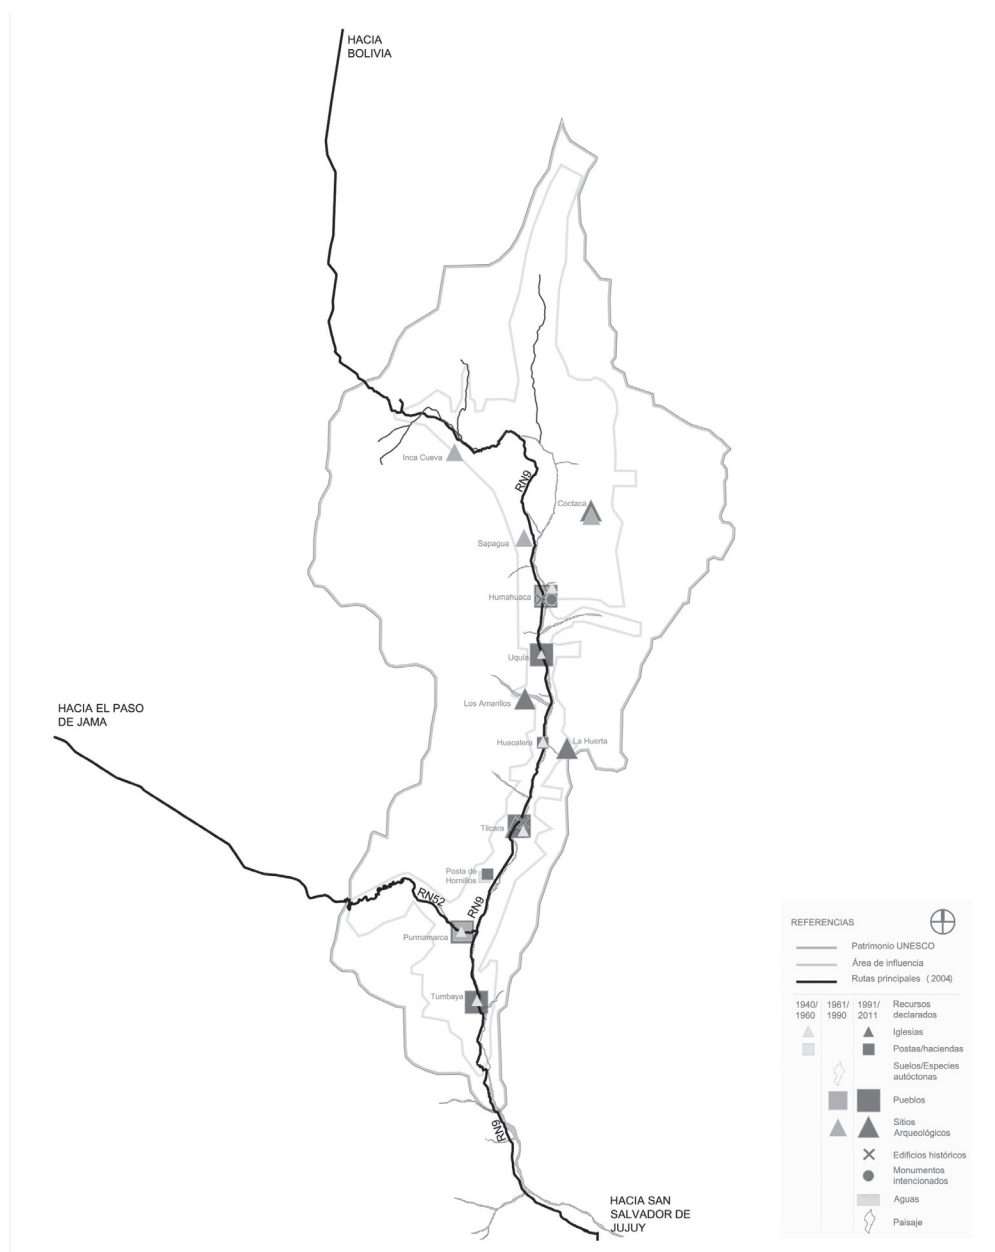 HACIA
BOLIVIA
Inca Cueva
RN9
Coctaca
Sapagua
Humahuaca
Uquía
Los Amarillos
Huacalera
La Huerta
HACIA EL PASO
DE JAMA
Tilcara
Posta de
Hornillos
RN52
RN9
Purmamarca
Tumbaya
RN9
HACIA SAN
SALVADOR DE
JUJUY
REFERENCIAS
Patrimonio UNESCO
Área de influencia
Rutas principales (2004)
1940/ 1961/ 1991/ Recursos
1960 1990 2011 declarados
Iglesias
Postas/haciendas
Suelos/Especies
autóctonas
Pueblos
Sitios
Arqueológicos
Edificios históricos
Monumentos
intencionados
Aguas
Paisaje